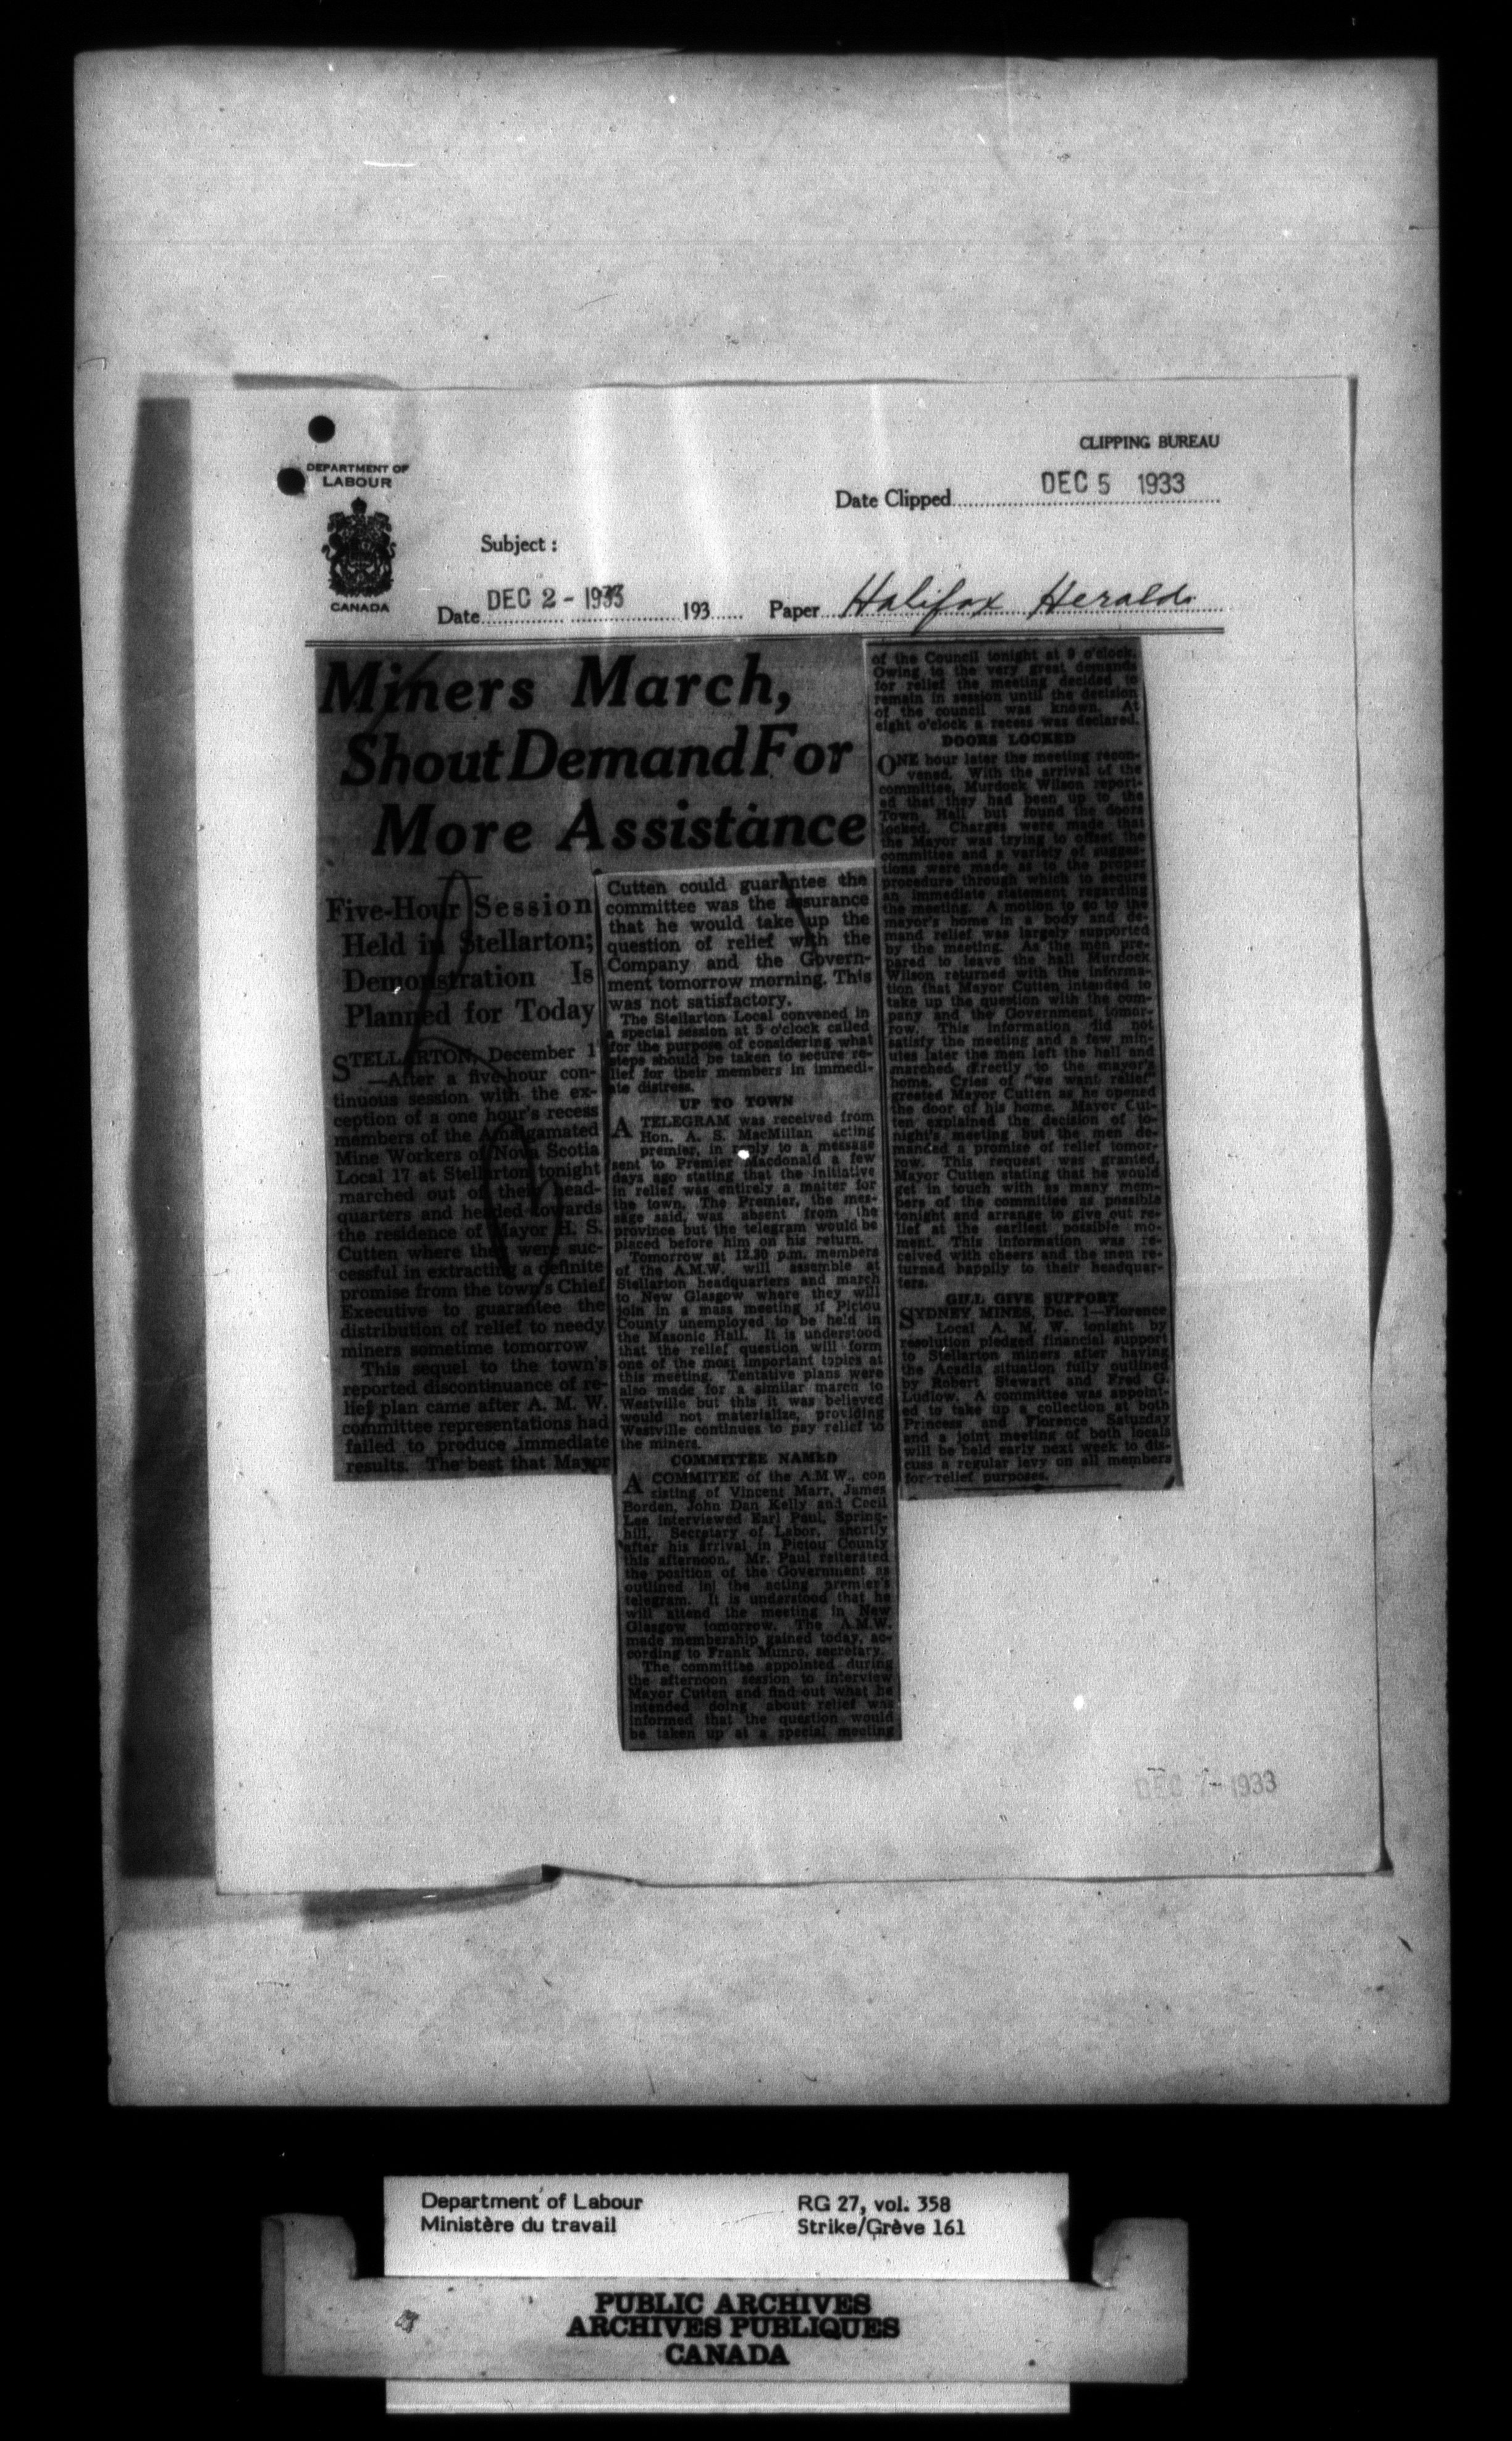 CLIPPING BUREAU
DEPARTMENT OF
LABOUR
CANADA
Date Clipped DEC 5 1933
Subject :
Date DEC 2 - 1933 193 Paper Halifax Herald
Miners March,
Shout Demand For
More Assistance
Five-Hour Session
Held in Stellarton;
Demonstration Is
Planned for Today
STELLARTON, December 1
—After a five-hour con-
tinuous session with the ex-
ception of a one hour's recess
members of the Amalgamated
Mine Workers of Nova Scotia
Local 17 at Stellarton tonight
marched out of their head-
quarters and headed towards
the residence of Mayor H. S.
Cutten where they were suc-
cessful in extracting a definite
promise from the town's Chief
Executive to guarantee the
distribution of relief to needy
miners sometime tomorrow
This sequel to the town's
reported discontinuance of re-
lief plan came after A. M. W.
committee representations had
failed to produce immediate
results. The best that Mayor
Cutten could guarantee the
committee was the assurance
that he would take up the
question of relief with the
Company and the Govern-
ment tomorrow morning. This
was not satisfactory.
The Stellarton Local convened in
a special session at 5 o'clock called
for the purpose of considering what
steps should be taken to secure re-
lief for their members in immedi-
ate distress.
UP TO TOWN
A TELEGRAM was received from
Hon. A. S. MacMillan acting
premier, in reply to a message
sent to Premier Macdonald a few
days ago stating that the initiative
in relief was entirely a matter for
the town. The Premier, the mes-
sage said, was absent from the
province but the telegram would be
placed before him on his return.
Tomorrow at 12.30 p.m. members
of the A.M.W. will assemble at
Stellarton headquarters and march
to New Glasgow where they will
join in a mass meeting of Pictou
County unemployed to be held in
the Masonic Hall. It is understood
that the relief question will form
one of the most important topics at
this meeting. Tentative plans were
also made for a similar march to
Westville but this it was believed
would not materialize, providing
Westville continues to pay relief to
the miners.
COMMITTEE NAMED
A COMMITEE of the A.M.W., con
sisting of Vincent Marr, James
Borden, John Dan Kelly and Cecil
Lee interviewed Earl Paul, Spring-
hill, Secretary of Labor, shortly
after his arrival in Pictou County
this afternoon. Mr. Paul reiterated
the position of the Government as
outlined in the acting premier's
telegram. It is understood that he
will attend the meeting in New
Glasgow tomorrow. The A.M.W.
made membership gained today, ac-
cording to Frank Munro, secretary.
The committee appointed during
the afternoon session to interview
Mayor Cutten and find out what he
intended doing about relief was
informed that the question would
be taken up at a special meeting
of the Council tonight at 9 o'clock.
Owing to the very great demands
for relief the meeting decided to
remain in session until the decision
of the council was known. At
eight o'clock a recess was declared.
DOORS LOCKED
ONE hour later the meeting recon-
vened. With the arrival of the
committee, Murdock Wilson report-
ed that they had been up to the
Town Hall but found the doors
locked. Charges were made that
the Mayor was trying to offset the
committee and a variety of sugges-
tions were made as to the proper
procedure through which to secure
an immediate statement regarding
the meeting. A motion to go to the
mayor's home in a body and de-
mand relief was largely supported
by the meeting. As the men pre-
pared to leave the hall Murdock
Wilson returned with the informa-
tion that Mayor Cutten intended to
take up the question with the com-
pany and the Government tomor-
row. This information did not
satisfy the meeting and a few min-
utes later the men left the hall and
marched directly to the mayor's
home. Cries of "we want relief"
greeted Mayor Cutten as he opened
the door of his home. Mayor Cut-
ten explained the decision of to-
night's meeting but the men de-
manded a promise of relief tomor-
row. This request was granted,
Mayor Cutten stating that he would
get in touch with as many mem-
bers of the committee as possible
tonight and arrange to give out re-
lief at the earliest possible mo-
ment. This information was re-
ceived with cheers and the men re-
turned happily to their headquar-
ters.
GILL GIVE SUPPORT
SYDNEY MINES, Dec. 1—Florence
Local A. M. W. tonight by
resolution pledged financial support
to Stellarton miners after having
the Acadia situation fully outlined
by Robert Stewart and Fred G.
Ludlow. A committee was appoint-
ed to take up a collection at both
Princess and Florence Saturday
and a joint meeting of both locals
will be held early next week to dis-
cuss a regular levy on all members
for relief purposes.
DEC 7 - 1933
Department of Labour
Ministère du travail
RG 27, vol. 358
Strike/Grève 161
PUBLIC ARCHIVES
ARCHIVES PUBLIQUES
CANADA